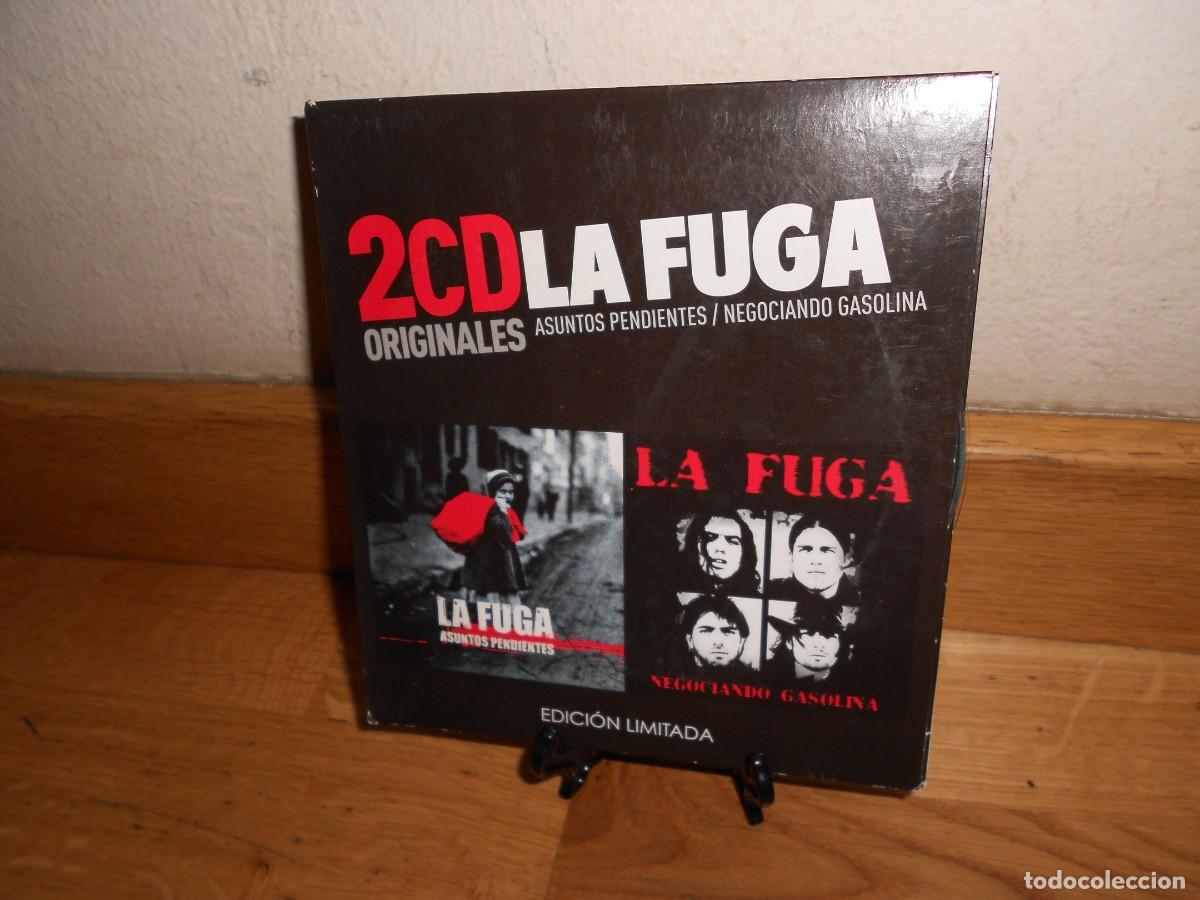 2CD LA FUGA
ORIGINALES ASUNTOS PENDIENTES / NEGOCIANDO GASOLINA
LA FUGA
ASUNTOS PENDIENTES
LA FUGA
NEGOCIANDO GASOLINA
EDICIÓN LIMITADA
todocoleccion